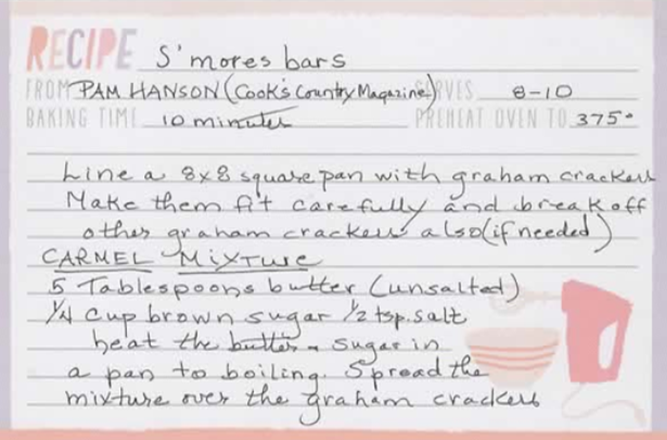 RECIPE S'mores bars
FROM PAM HANSON (Cook's Country Magazine) SERVES 8-10
BAKING TIME 10 minutes PREHEAT OVEN TO 375°
Line a 8x8 square pan with graham crackers
Make them fit carefully and break off
other graham crackers also (if needed)
CARMEL MIXTURE
5 Tablespoons butter (unsalted)
1/4 cup brown sugar 1/2 tsp. salt
heat the butter - sugar in
a pan to boiling. Spread the
mixture over the graham crackers